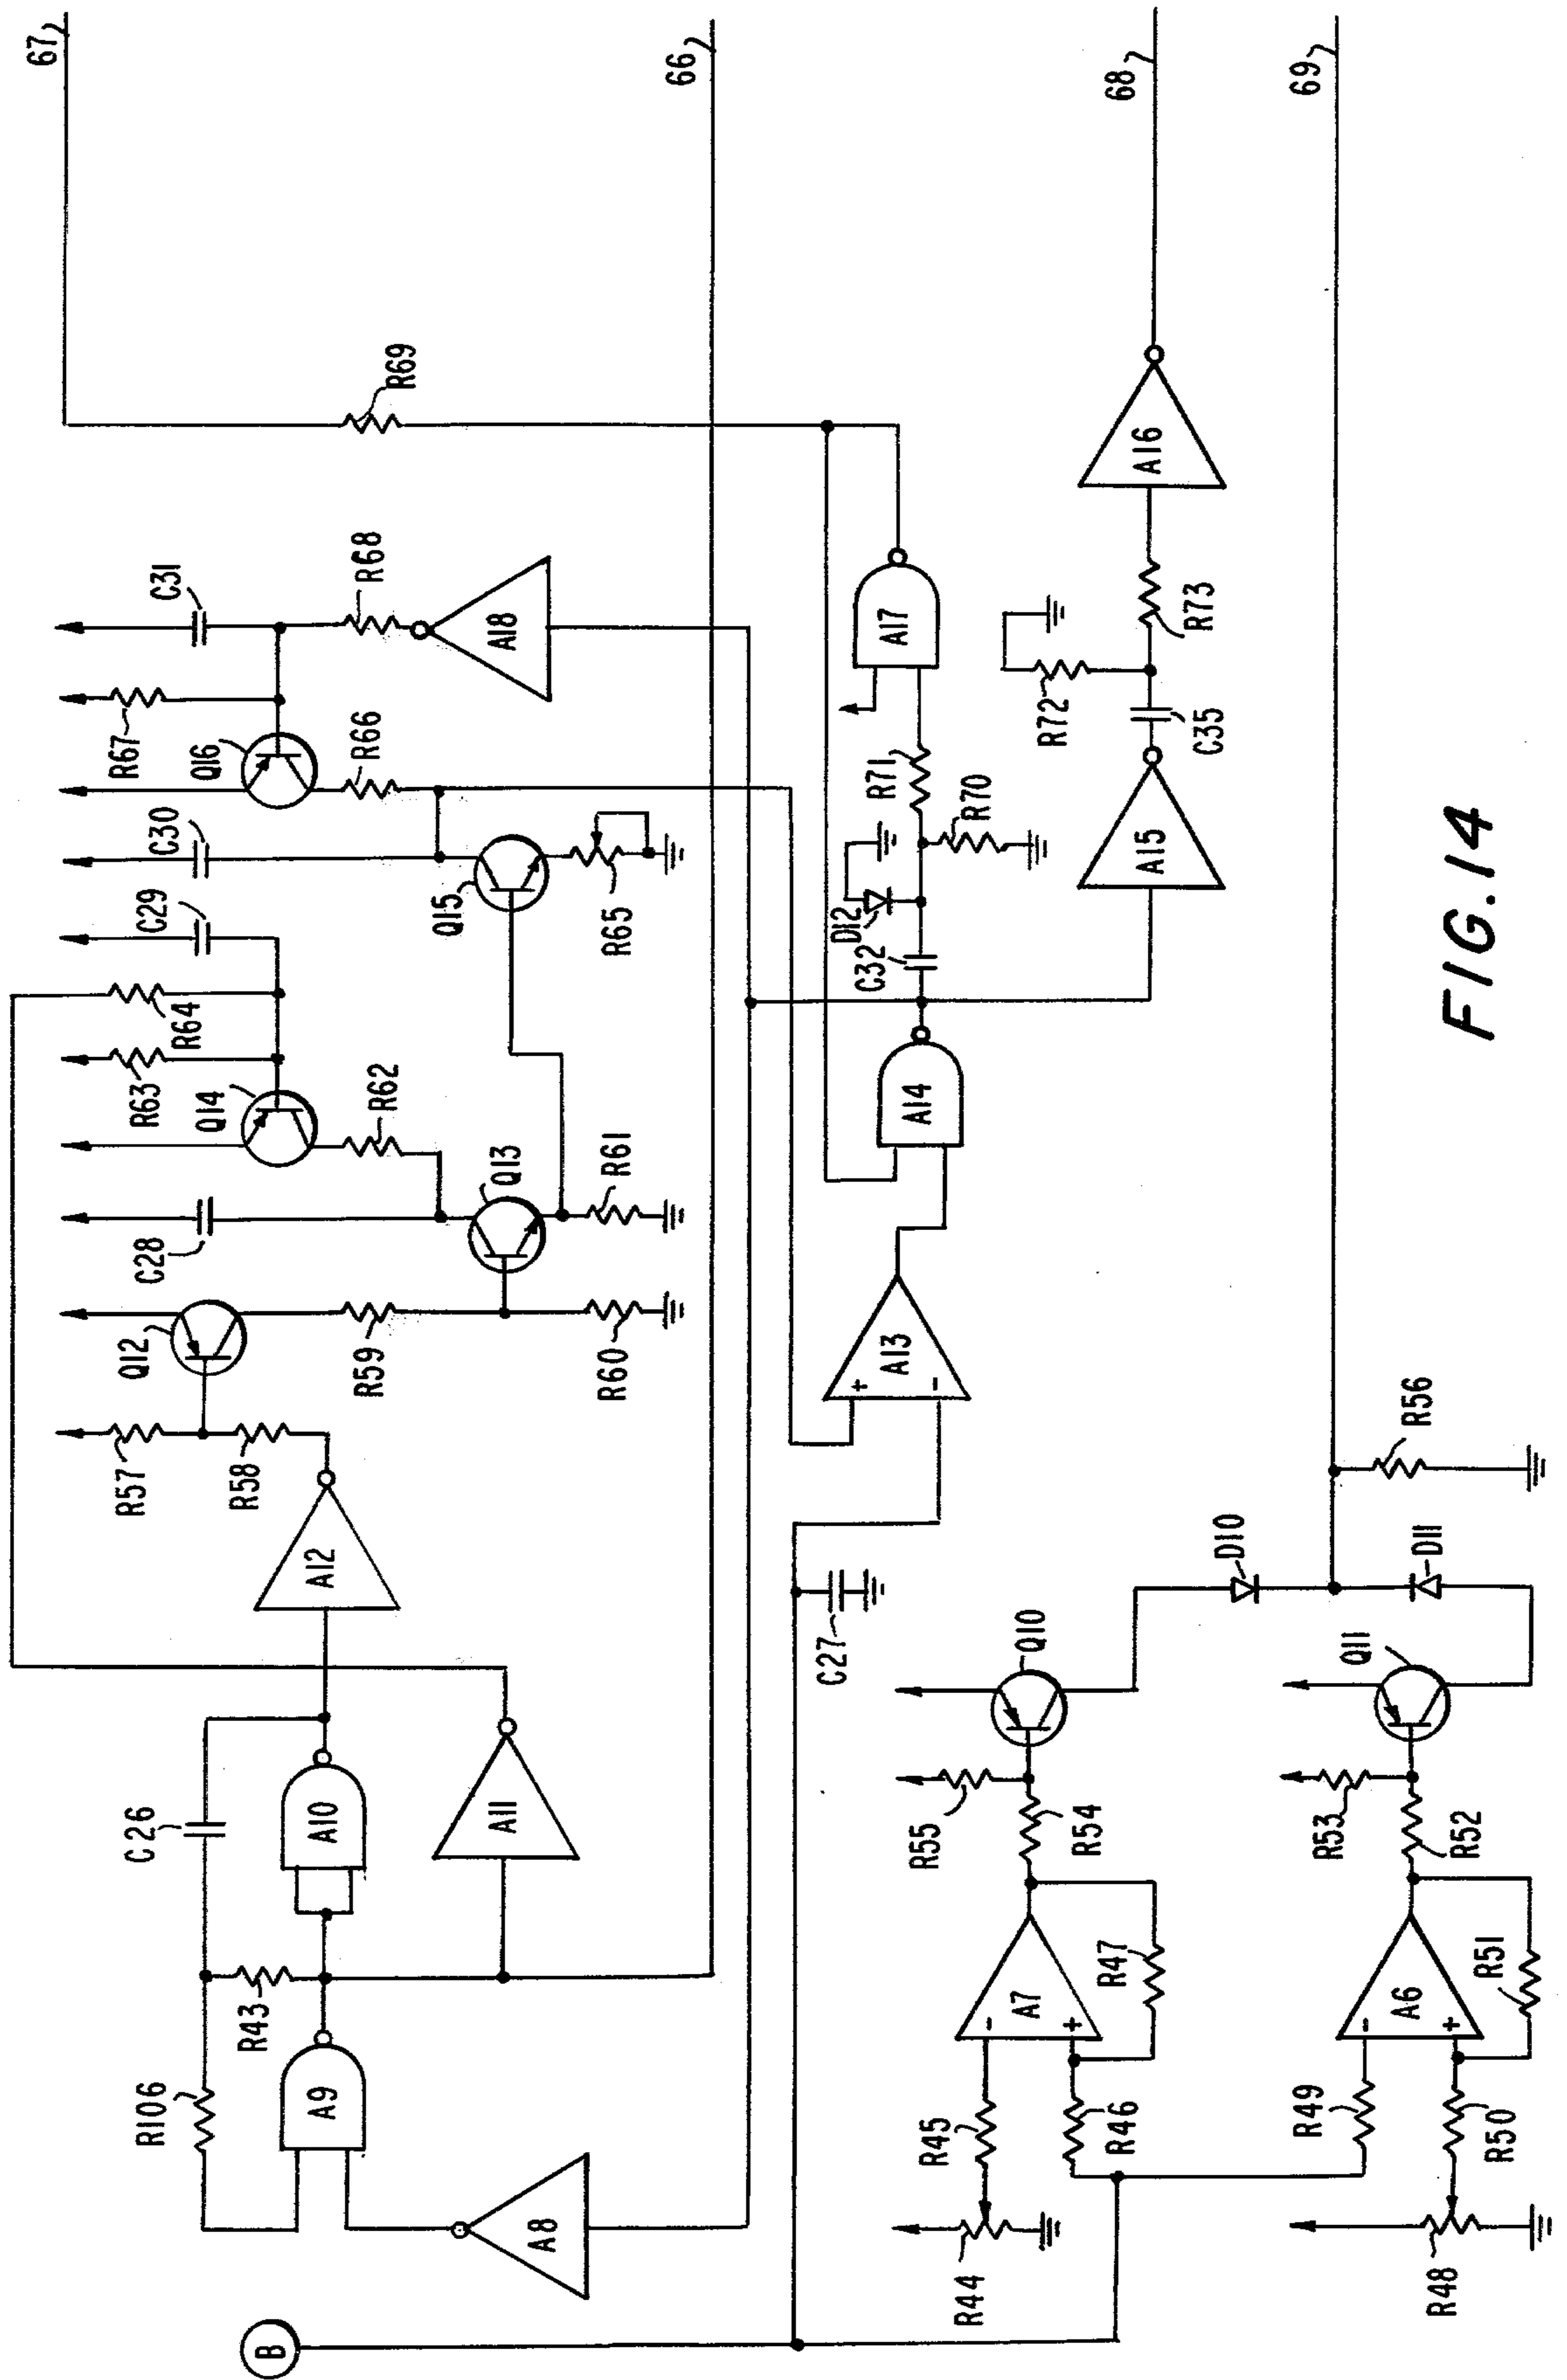 67
66
68
69
R69
C31
R68
A18
R67
Q16
R66
C30
Q15
R65
C29
R64
R63
Q14
R62
C28
Q13
R61
Q12
R59
R60
R57
R58
A12
C26
A10
A11
R43
R106
A9
A8
B
A17
R71
R70
D12
C32
A14
A13
A16
R73
R72
C35
A15
C27
R56
D10
D11
Q10
Q11
R55
R54
R53
R52
A7
R47
A6
R51
R45
R46
R49
R50
R44
R48
+
-
-
+
-
+
FIG.14